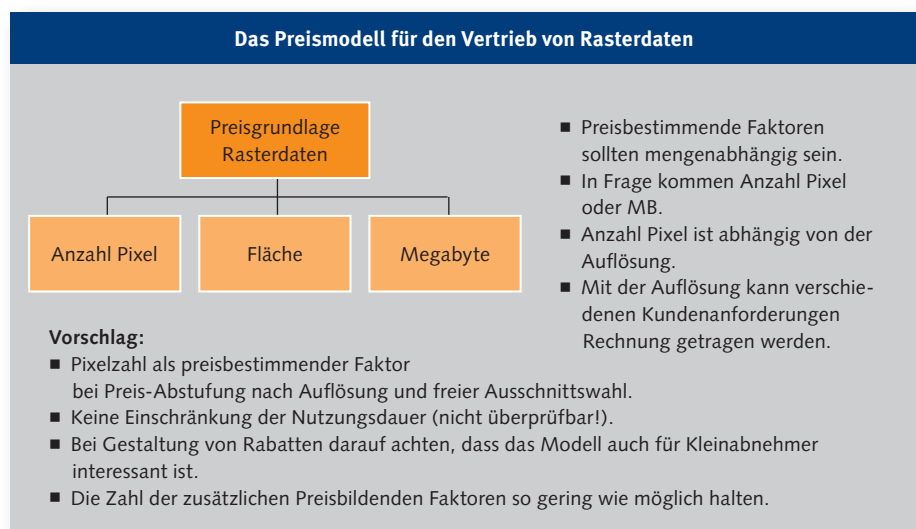 Das Preismodell für den Vertrieb von Rasterdaten
Preisgrundlage
Rasterdaten
Anzahl Pixel
Fläche
Megabyte
■ Preisbestimmende Faktoren
sollten mengenabhängig sein.
■ In Frage kommen Anzahl Pixel
oder MB.
■ Anzahl Pixel ist abhängig von der
Auflösung.
■ Mit der Auflösung kann verschie-
denen Kundenanforderungen
Rechnung getragen werden.
Vorschlag:
■ Pixelzahl als preisbestimmender Faktor
bei Preis-Abstufung nach Auflösung und freier Ausschnittswahl.
■ Keine Einschränkung der Nutzungsdauer (nicht überprüfbar!).
■ Bei Gestaltung von Rabatten darauf achten, dass das Modell auch für Kleinabnehmer
interessant ist.
■ Die Zahl der zusätzlichen Preisbildenden Faktoren so gering wie möglich halten.